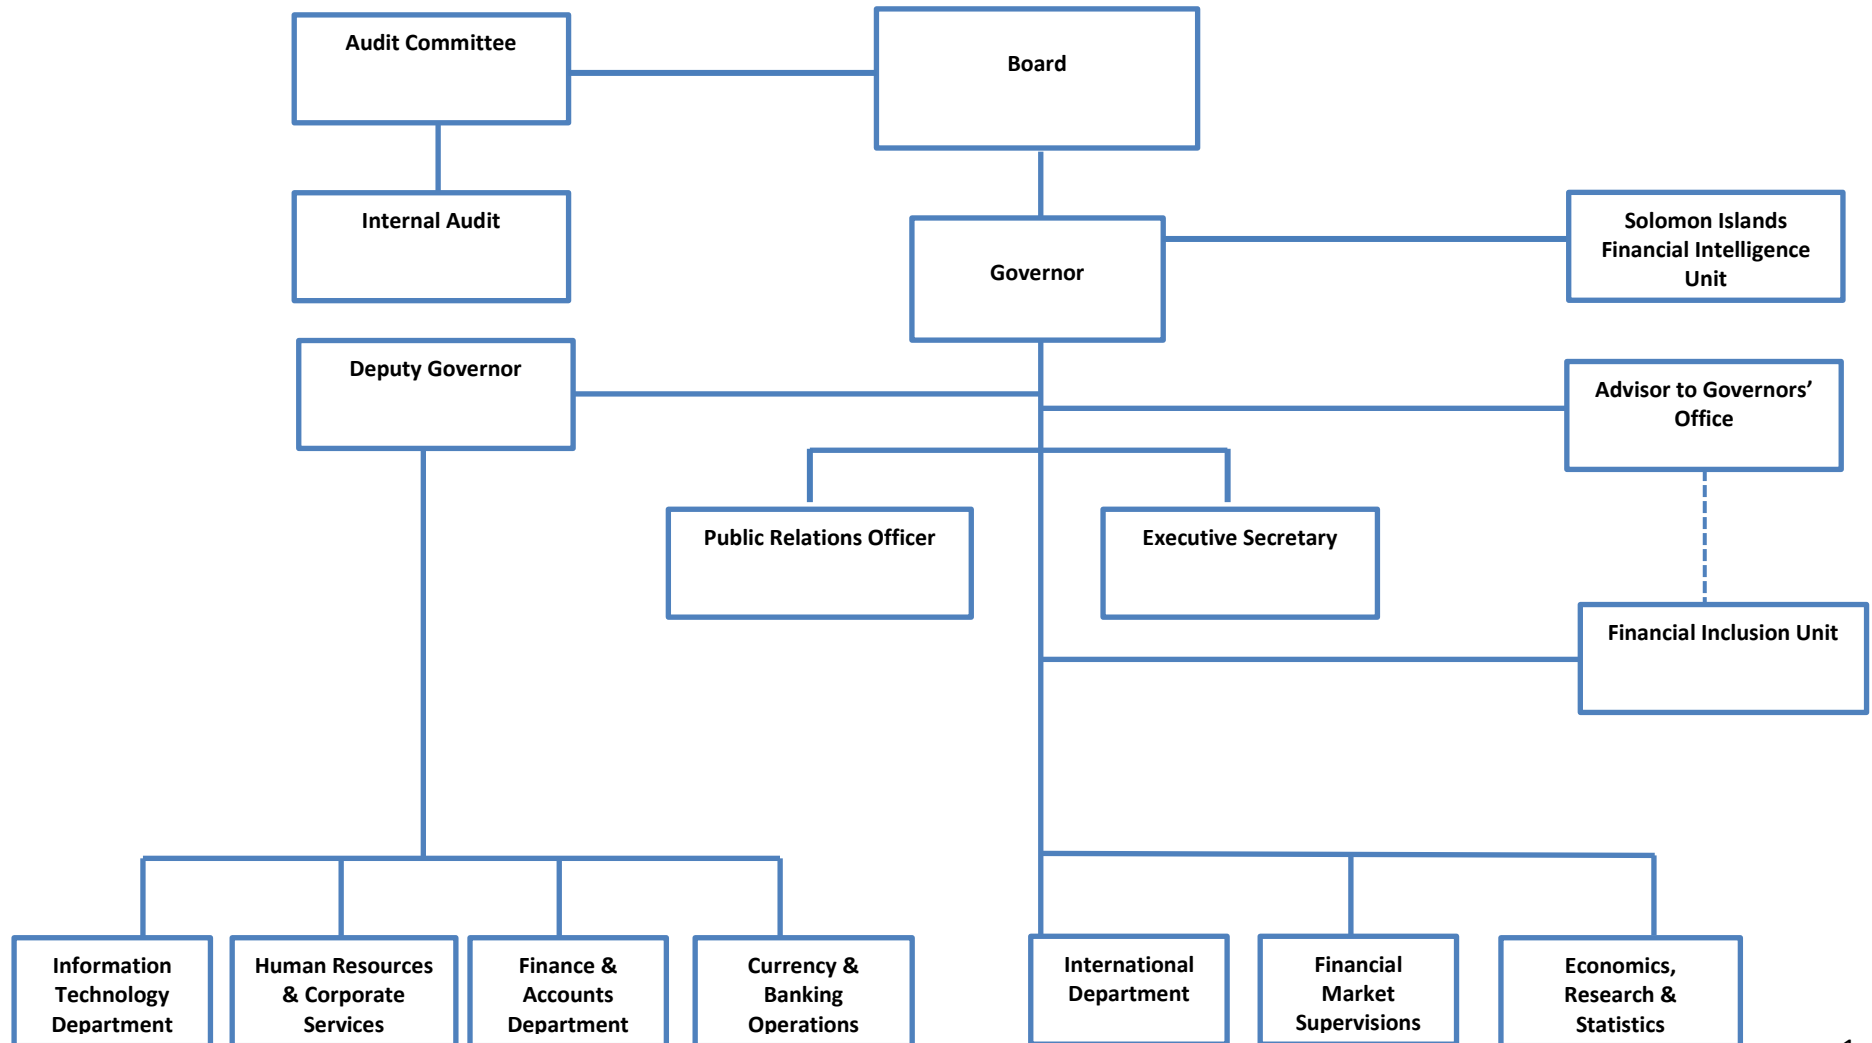 Audit Committee
Board
Internal Audit
Solomon Islands
Financial Intelligence
Unit
Governor
Deputy Governor
Advisor to Governors’
Office
Public Relations Officer
Executive Secretary
Financial Inclusion Unit
Information
Technology
Department
Human Resources
& Corporate
Services
Finance &
Accounts
Department
Currency &
Banking
Operations
International
Department
Financial
Market
Supervisions
Economics,
Research &
Statistics